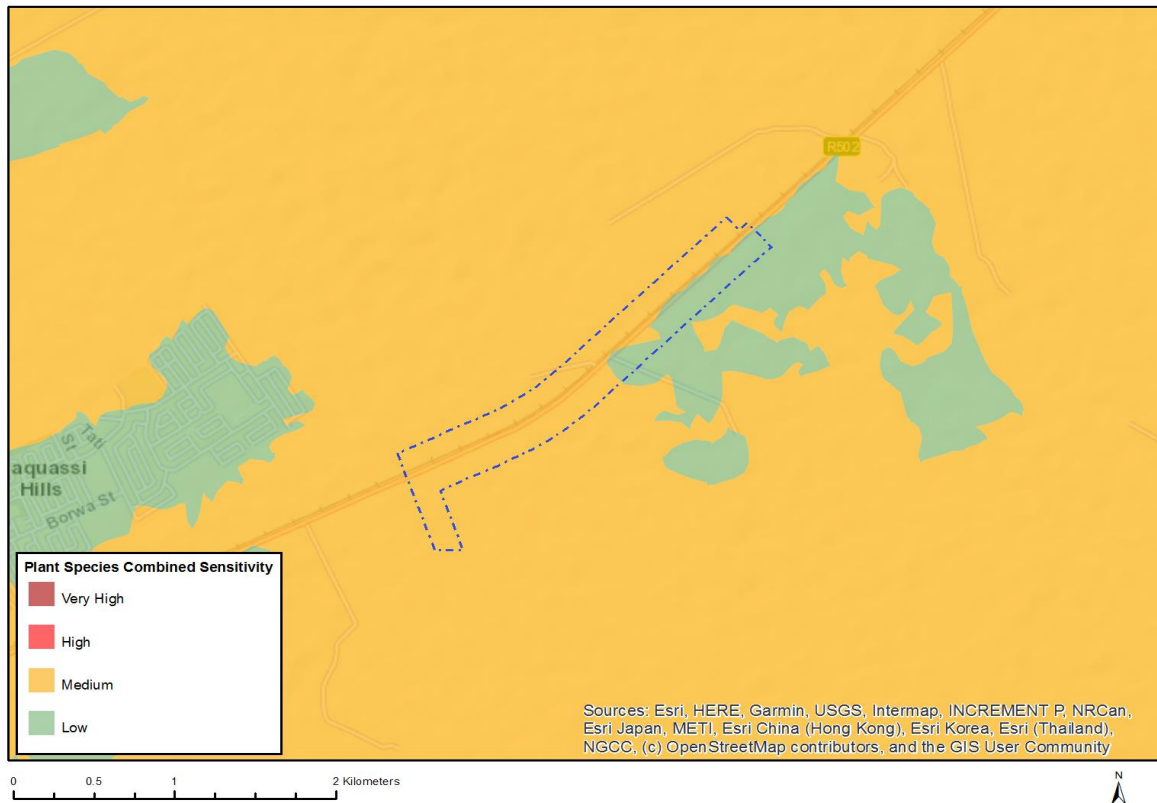 R502
Tati
St
aquassi
Hills
Borwa St
Plant Species Combined Sensitivity
Very High
High
Medium
Low
Sources: Esri, HERE, Garmin, USGS, Intermap, INCREMENT P, NRCan,
Esri Japan, METI, Esri China (Hong Kong), Esri Korea, Esri (Thailand),
NGCC, (c) OpenStreetMap contributors, and the GIS User Community
0 0.5 1 2 Kilometers
N